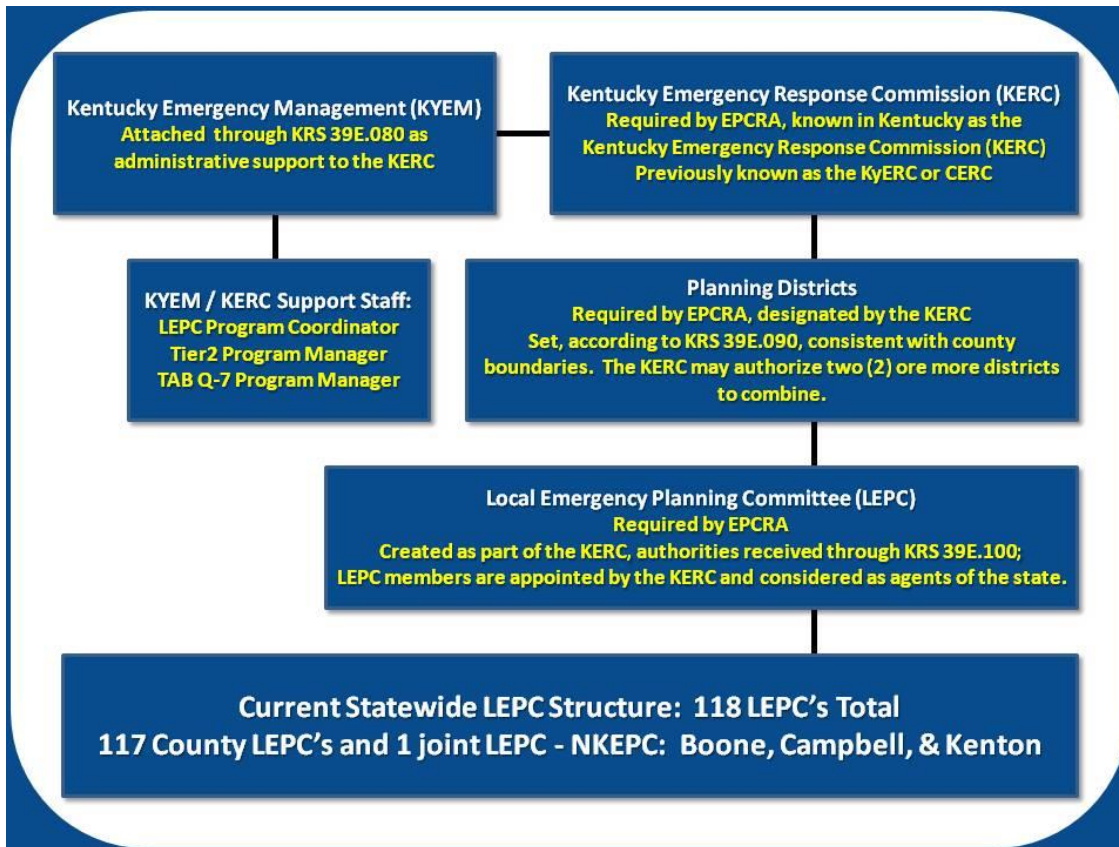 Kentucky Emergency Management (KYEM)
Attached through KRS 39E.080 as
administrative support to the KERC
Kentucky Emergency Response Commission (KERC)
Required by EPCRA, known in Kentucky as the
Kentucky Emergency Response Commission (KERC)
Previously known as the KyERC or CERC
KYEM / KERC Support Staff:
LEPC Program Coordinator
Tier2 Program Manager
TAB Q-7 Program Manager
Planning Districts
Required by EPCRA, designated by the KERC
Set, according to KRS 39E.090, consistent with county
boundaries. The KERC may authorize two (2) ore more districts
to combine.
Local Emergency Planning Committee (LEPC)
Required by EPCRA
Created as part of the KERC, authorities received through KRS 39E.100;
LEPC members are appointed by the KERC and considered as agents of the state.
Current Statewide LEPC Structure: 118 LEPC's Total
117 County LEPC's and 1 joint LEPC - NKEPC: Boone, Campbell, & Kenton